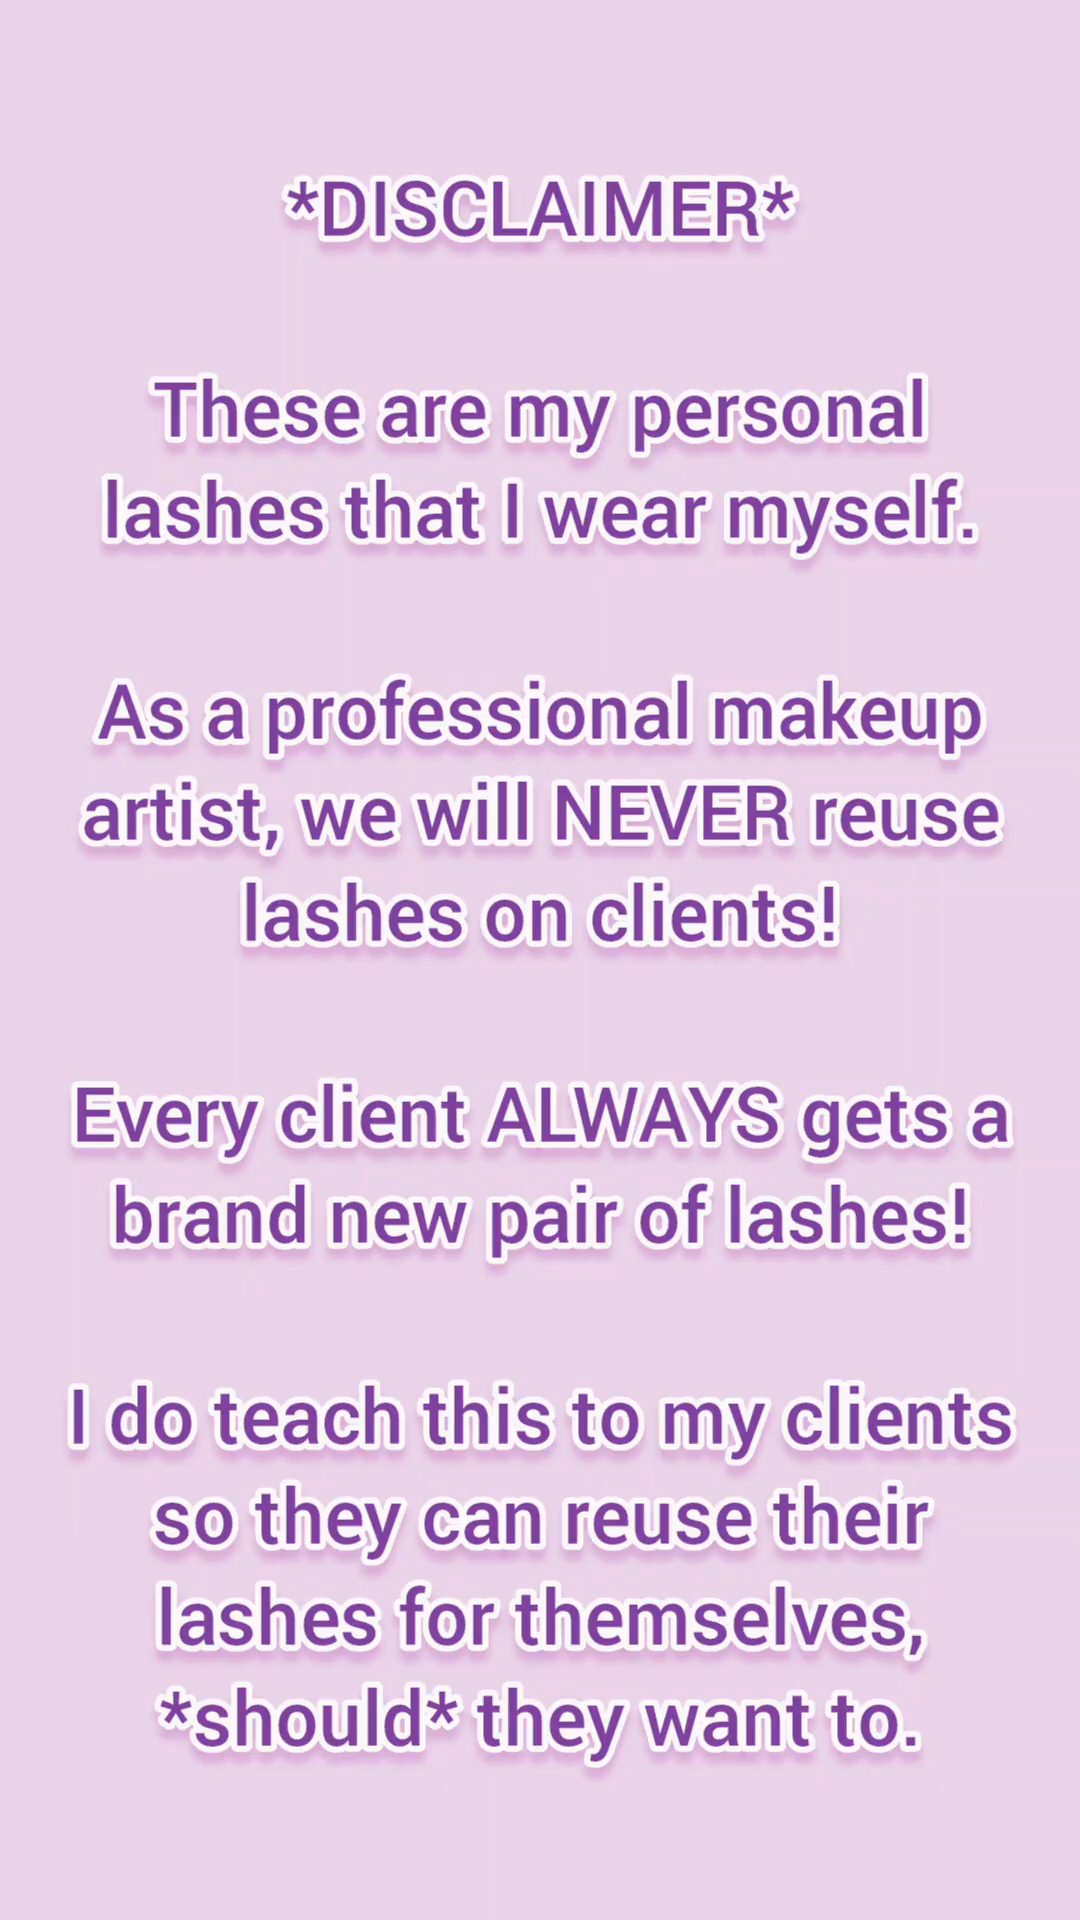 *DISCLAIMER*
These are my personal
lashes that I wear myself.
As a professional makeup
artist, we will NEVER reuse
lashes on clients!
Every client ALWAYS gets a
brand new pair of lashes!
I do teach this to my clients
so they can reuse their
lashes for themselves,
*should* they want to.